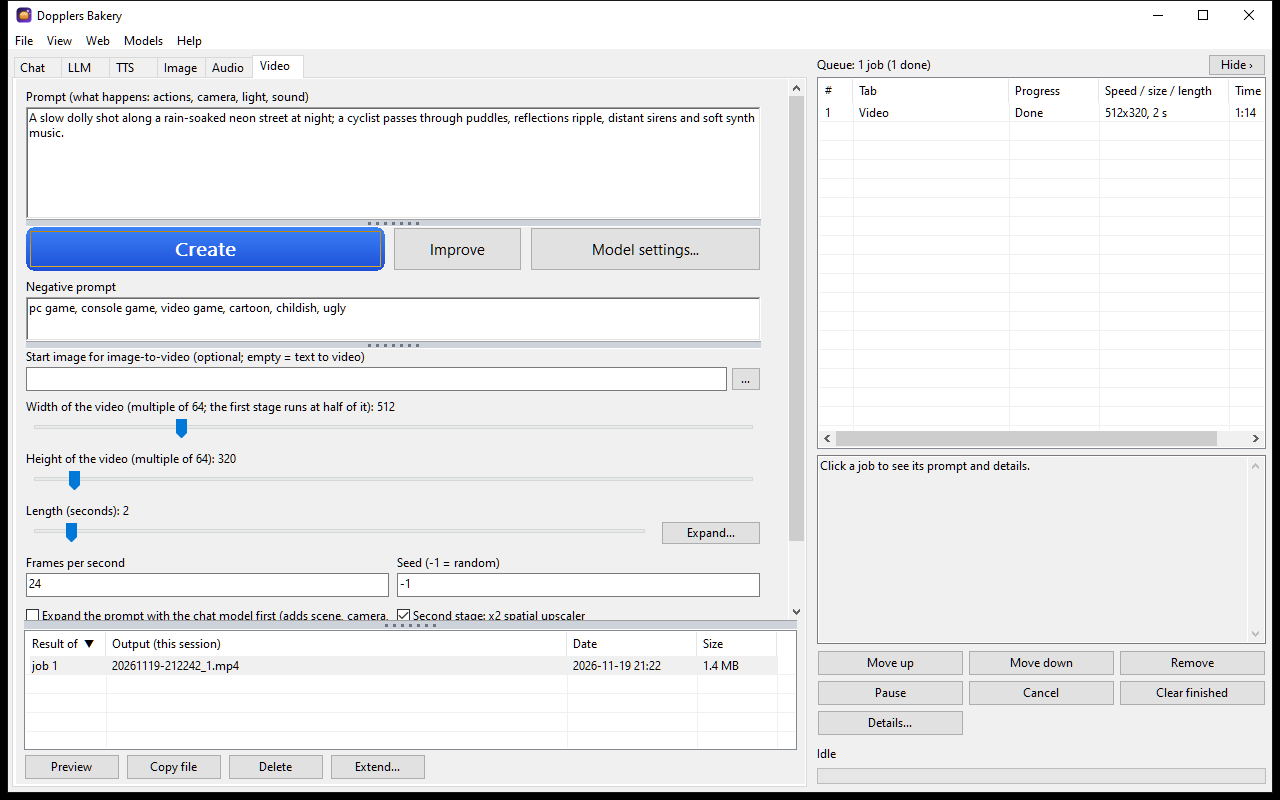 Dopplers Bakery
File View Web Models Help
Chat LLM TTS Image Audio Video
Prompt (what happens: actions, camera, light, sound)
A slow dolly shot along a rain-soaked neon street at night; a cyclist passes through puddles, reflections ripple, distant sirens and soft synth
music.
Create Improve Model settings...
Negative prompt
pc game, console game, video game, cartoon, childish, ugly
Start image for image-to-video (optional; empty = text to video)
...
Width of the video (multiple of 64; the first stage runs at half of it): 512
Height of the video (multiple of 64): 320
Length (seconds): 2
Expand...
Frames per second Seed (-1 = random)
24 -1
Expand the prompt with the chat model first (adds scene, camera, Second stage: x2 spatial upscaler
Result of ▼ Output (this session) Date Size
job 1 20261119-212242_1.mp4 2026-11-19 21:22 1.4 MB
Preview Copy file Delete Extend...
Queue: 1 job (1 done) Hide ›
# Tab Progress Speed / size / length Time
1 Video Done 512x320, 2 s 1:14
Click a job to see its prompt and details.
Move up Move down Remove
Pause Cancel Clear finished
Details...
Idle